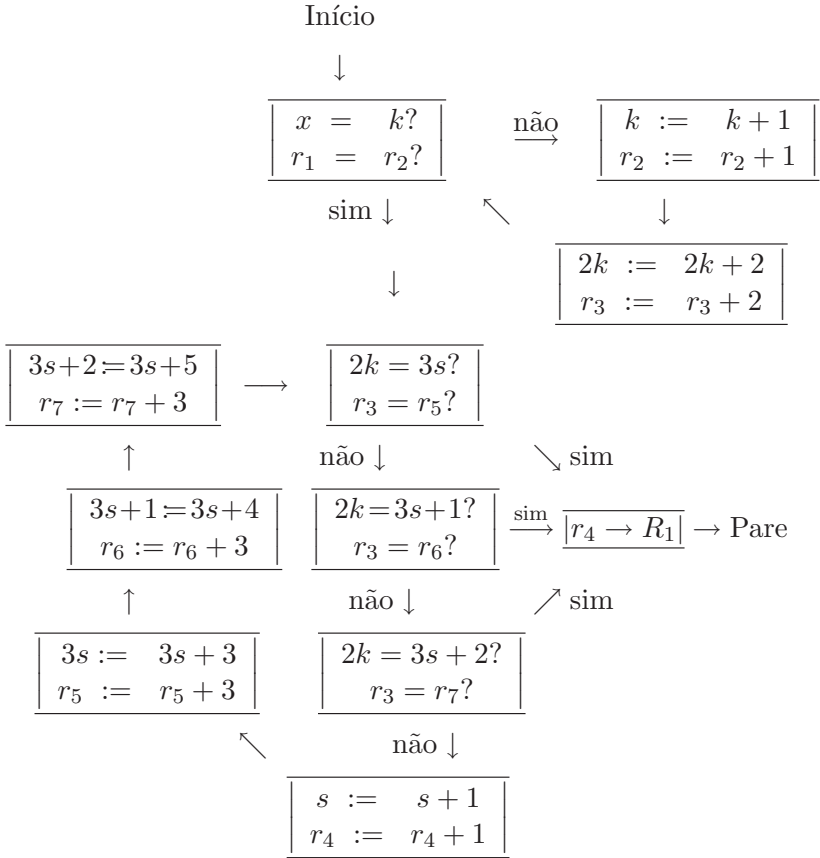 Início
↓
x = k? não k := k + 1
r₁ = r₂? ⟶ r₂ := r₂ + 1
sim ↓ ↖ ↓
↓ 2k := 2k + 2
r₃ := r₃ + 2
3s+2:=3s+5 ⟶ 2k = 3s?
r₇ := r₇ + 3 r₃ = r₅?
↑ não ↓ ↘ sim
3s+1:=3s+4 2k=3s+1? sim ⟶ |r₄ → R₁| → Pare
r₆ := r₆ + 3 r₃ = r₆?
↑ não ↓ ↗ sim
3s := 3s + 3 2k = 3s + 2?
r₅ := r₅ + 3 r₃ = r₇?
↖ não ↓
s := s + 1
r₄ := r₄ + 1